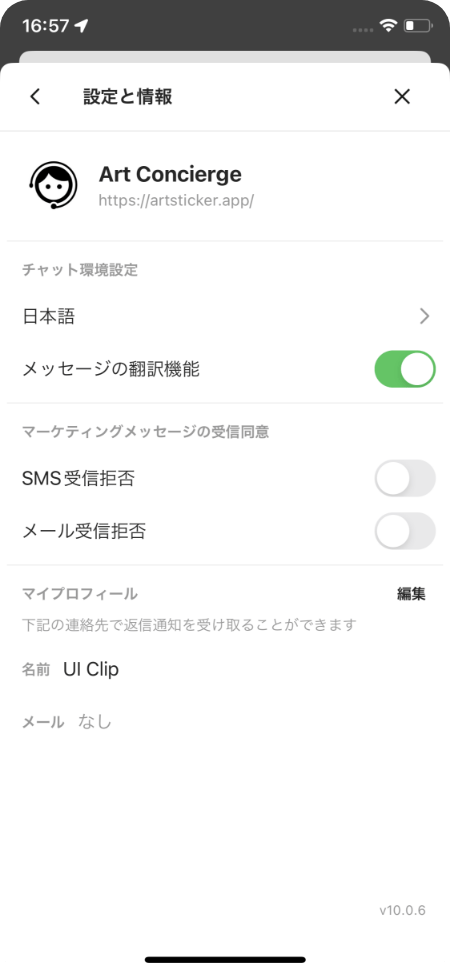 16:57
設定と情報
Art Concierge
https://artsticker.app/
チャット環境設定
日本語
メッセージの翻訳機能
マーケティングメッセージの受信同意
SMS受信拒否
メール受信拒否
マイプロフィール 編集
下記の連絡先で返信通知を受け取ることができます
名前 UI Clip
メール なし
v10.0.6